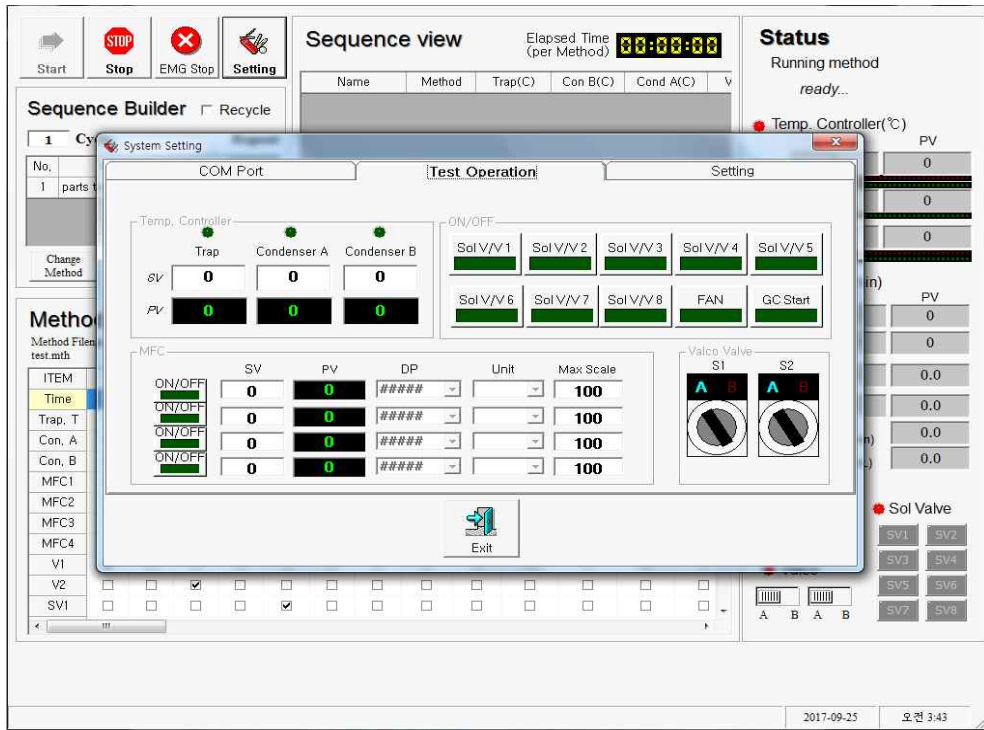 Start Stop EMG Stop Setting
Sequence view
Elapsed Time
(per Method)
88:88:88
Name Method Trap(C) Con B(C) Cond A(C)
Sequence Builder Recycle
1
No,
1 parts
Change
Method
Method Filen
test.mth
ITEM
Time
Trap, T
Con, A
Con, B
MFC1
MFC2
MFC3
MFC4
V1
V2
SV1
System Setting
COM Port Test Operation Setting
Temp, Controller
Trap Condenser A Condenser B
SV 0 0 0
PV 0 0 0
ON/OFF
Sol V/V 1 Sol V/V 2 Sol V/V 3 Sol V/V 4 Sol V/V 5
Sol V/V 6 Sol V/V 7 Sol V/V 8 FAN GC Start
MFC
SV PV DP Unit Max Scale
ON/OFF 0 0 ##### 100
ON/OFF 0 0 ##### 100
ON/OFF 0 0 ##### 100
ON/OFF 0 0 ##### 100
Valco Valve
S1 S2
A B A B
Exit
Status
Running method
ready...
Temp. Controller(℃)
PV
0
0
0
PV
0
0
0.0
0.0
0.0
0.0
Sol Valve
SV1 SV2
SV3 SV4
SV5 SV6
SV7 SV8
A B A B
2017-09-25 오전 3:43